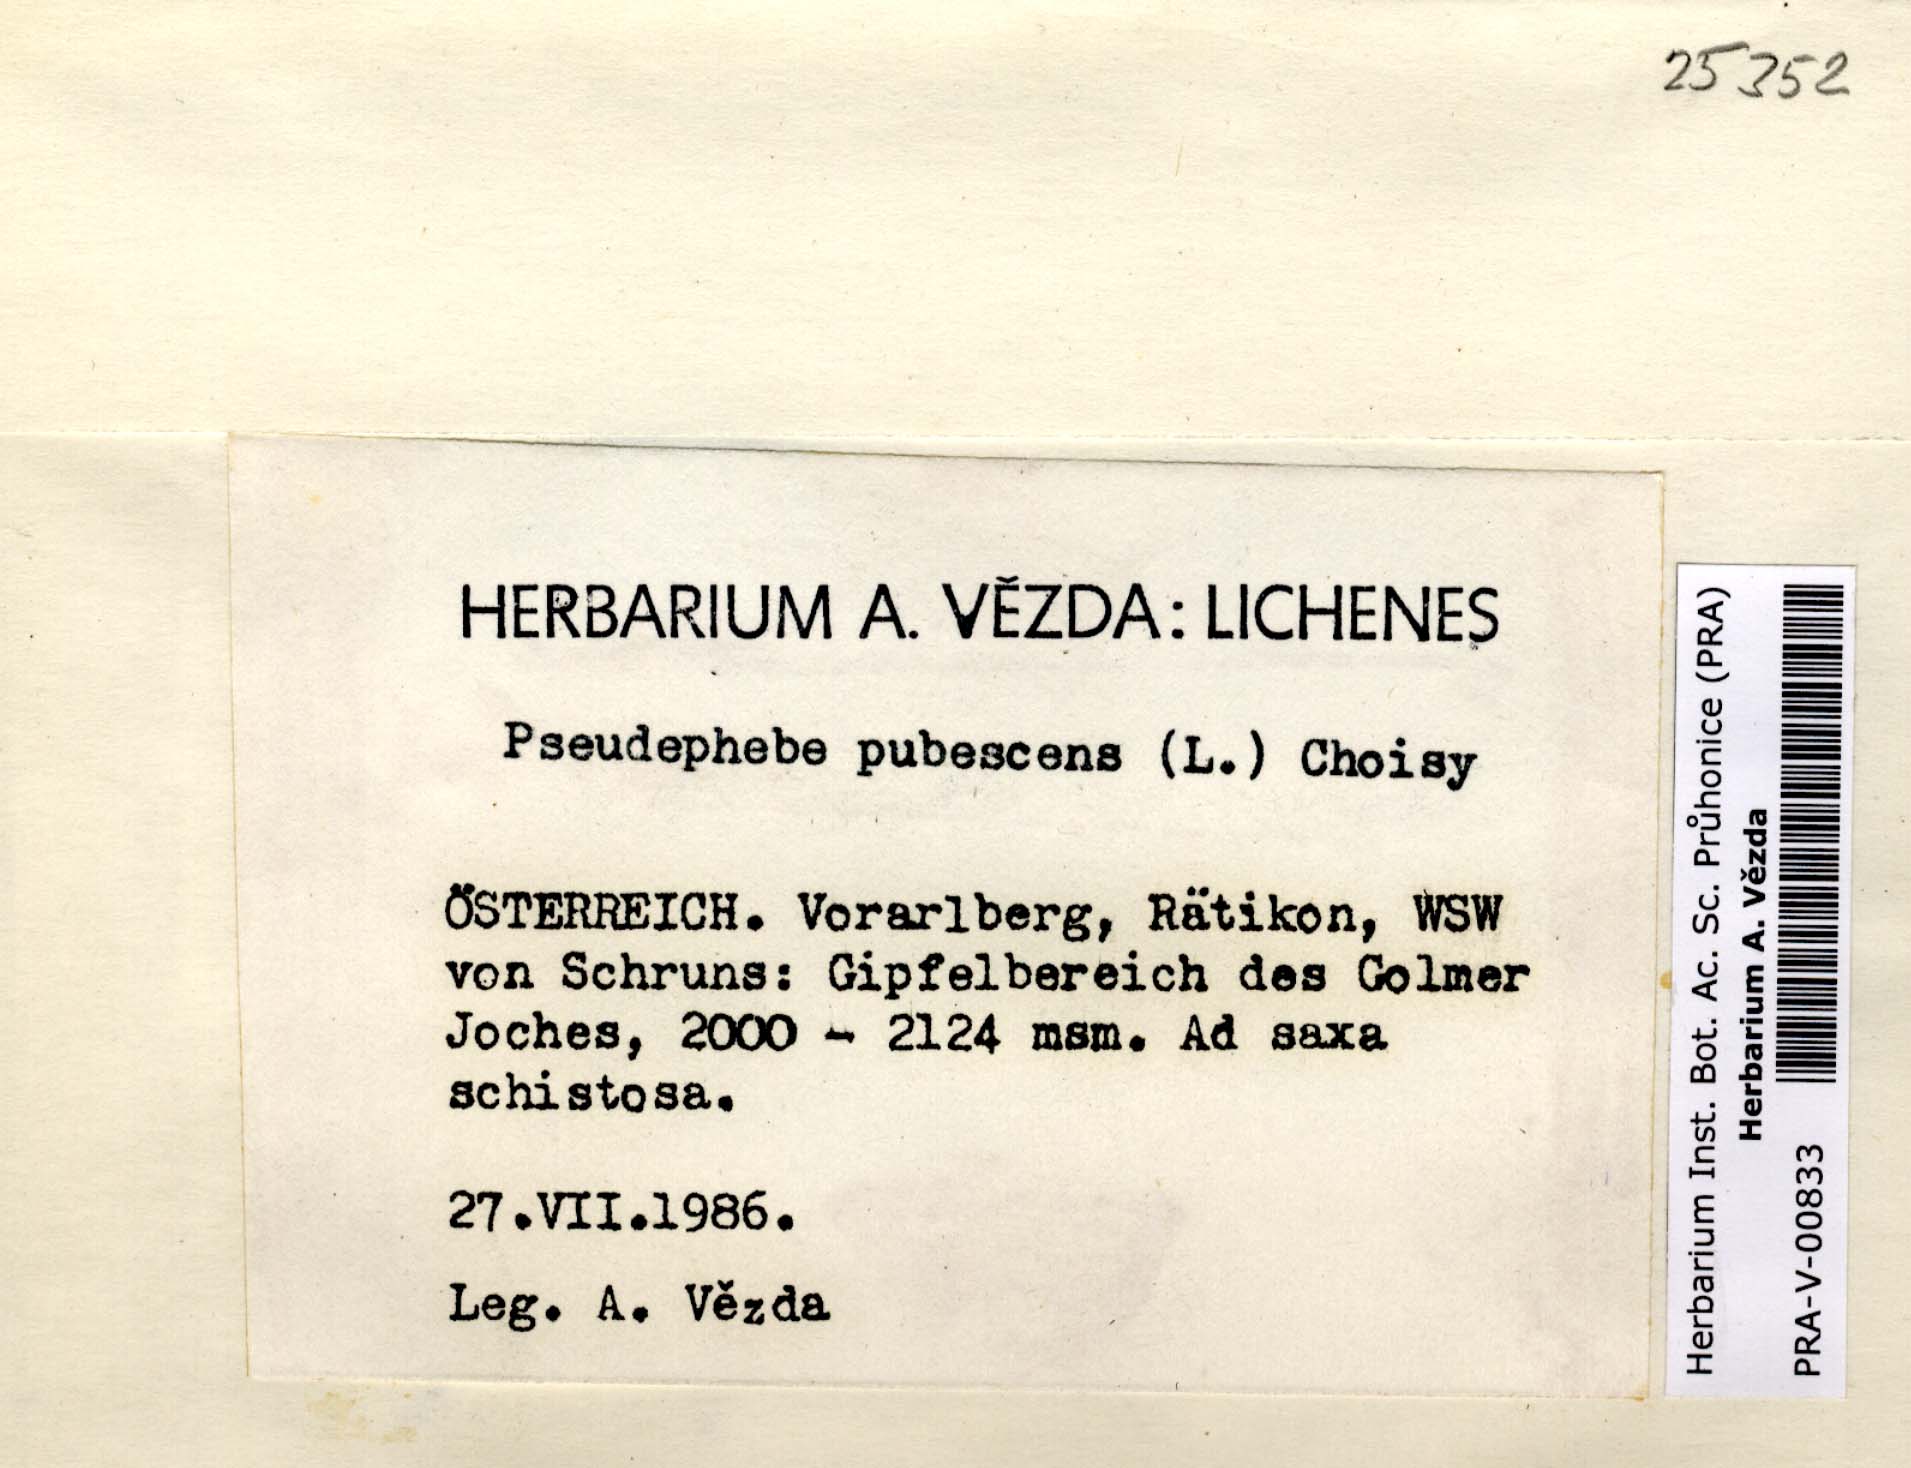 25352
HERBARIUM A. VĚZDA: LICHENES
Pseudephebe pubescens (L.) Choisy
ÖSTERREICH. Vorarlberg, Rätikon, WSW
von Schruns: Gipfelbereich des Golmer
Joches, 2000 - 2124 msm. Ad saxa
schistosa.
27.VII.1986.
Leg. A. Vězda
Herbarium Inst. Bot. Ac. Sc. Průhonice (PRA)
Herbarium A. Vězda
PRA-V-00833